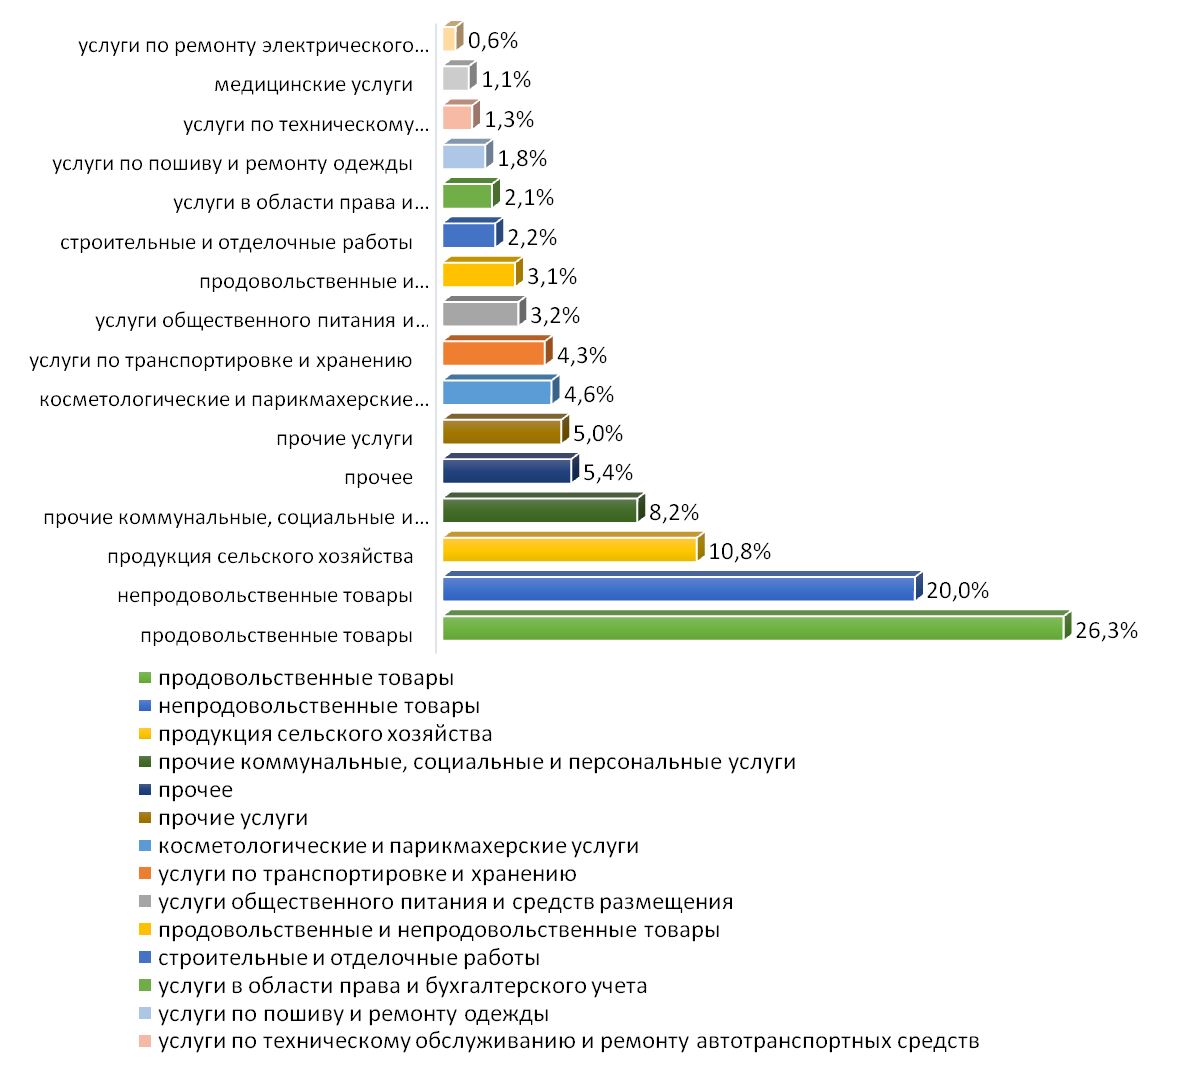 услуги по ремонту электрического... 0,6%
медицинские услуги 1,1%
услуги по техническому... 1,3%
услуги по пошиву и ремонту одежды 1,8%
услуги в области права и... 2,1%
строительные и отделочные работы 2,2%
продовольственные и... 3,1%
услуги общественного питания и... 3,2%
услуги по транспортировке и хранению 4,3%
косметологические и парикмахерские... 4,6%
прочие услуги 5,0%
прочее 5,4%
прочие коммунальные, социальные и... 8,2%
продукция сельского хозяйства 10,8%
непродовольственные товары 20,0%
продовольственные товары 26,3%
продовольственные товары
непродовольственные товары
продукция сельского хозяйства
прочие коммунальные, социальные и персональные услуги
прочее
прочие услуги
косметологические и парикмахерские услуги
услуги по транспортировке и хранению
услуги общественного питания и средств размещения
продовольственные и непродовольственные товары
строительные и отделочные работы
услуги в области права и бухгалтерского учета
услуги по пошиву и ремонту одежды
услуги по техническому обслуживанию и ремонту автотранспортных средств